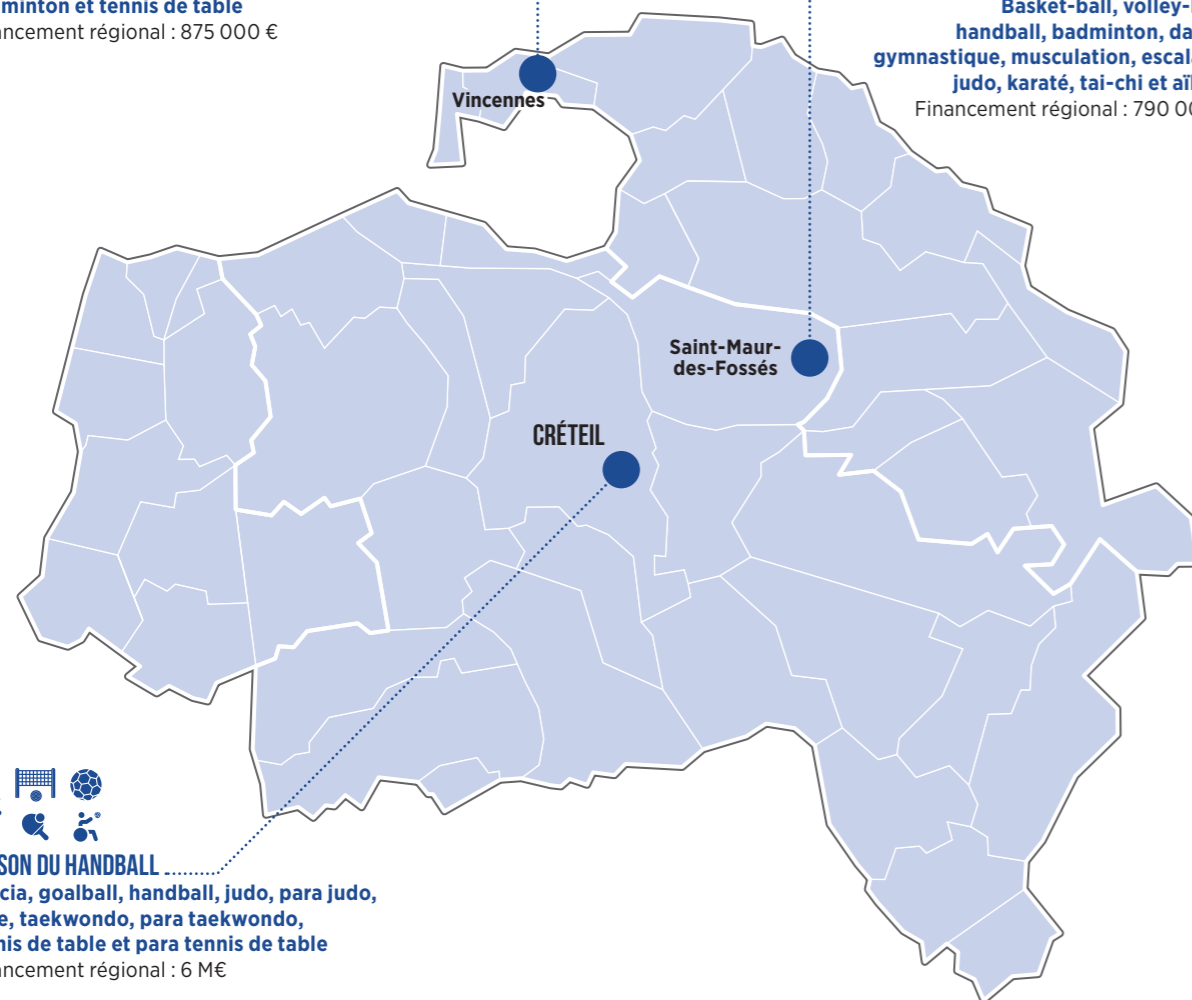 minton et tennis de table
ancement régional : 875 000 €
Basket-ball, volley-
handball, badminton, da
gymnastique, musculation, escal
judo, karaté, tai-chi et aï
Financement régional : 790 00
Vincennes
Saint-Maur-
des-Fossés
CRÉTEIL
SON DU HANDBALL
cia, goalball, handball, judo, para judo,
e, taekwondo, para taekwondo,
nis de table et para tennis de table
ancement régional : 6 M€